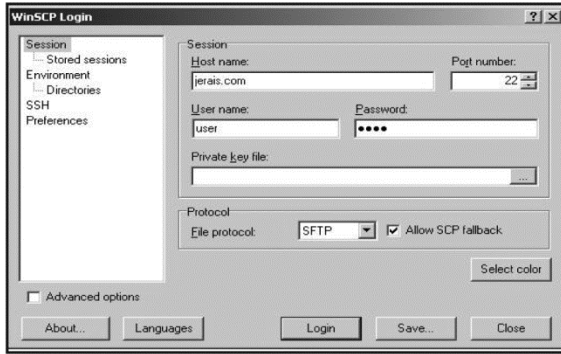 WinSCP Login
Session
Stored sessions
Environment
Directories
SSH
Preferences
Advanced options
Session
Host name:
Port number:
jerais.com
22
User name:
Password:
user
●●●●
Private key file:
...
Protocol
File protocol:
SFTP
Allow SCP fallback
Select color
About...
Languages
Login
Save...
Close